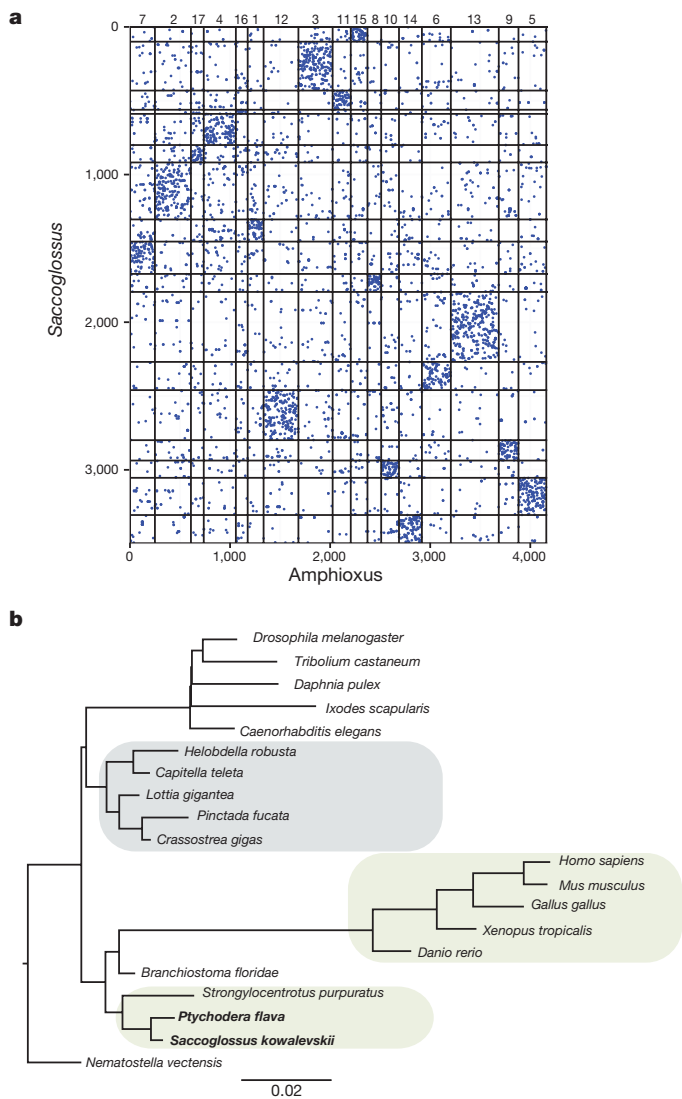 a
7 2 17 4 16 1 12 3 11 15 8 10 14 6 13 9 5
0
1,000
2,000
3,000
Saccoglossus
0 1,000 2,000 3,000 4,000
Amphioxus
b
Drosophila melanogaster
Tribolium castaneum
Daphnia pulex
Ixodes scapularis
Caenorhabditis elegans
Helobdella robusta
Capitella teleta
Lottia gigantea
Pinctada fucata
Crassostrea gigas
Homo sapiens
Mus musculus
Gallus gallus
Xenopus tropicalis
Danio rerio
Branchiostoma floridae
Strongylocentrotus purpuratus
Ptychodera flava
Saccoglossus kowalevskii
Nematostella vectensis
0.02